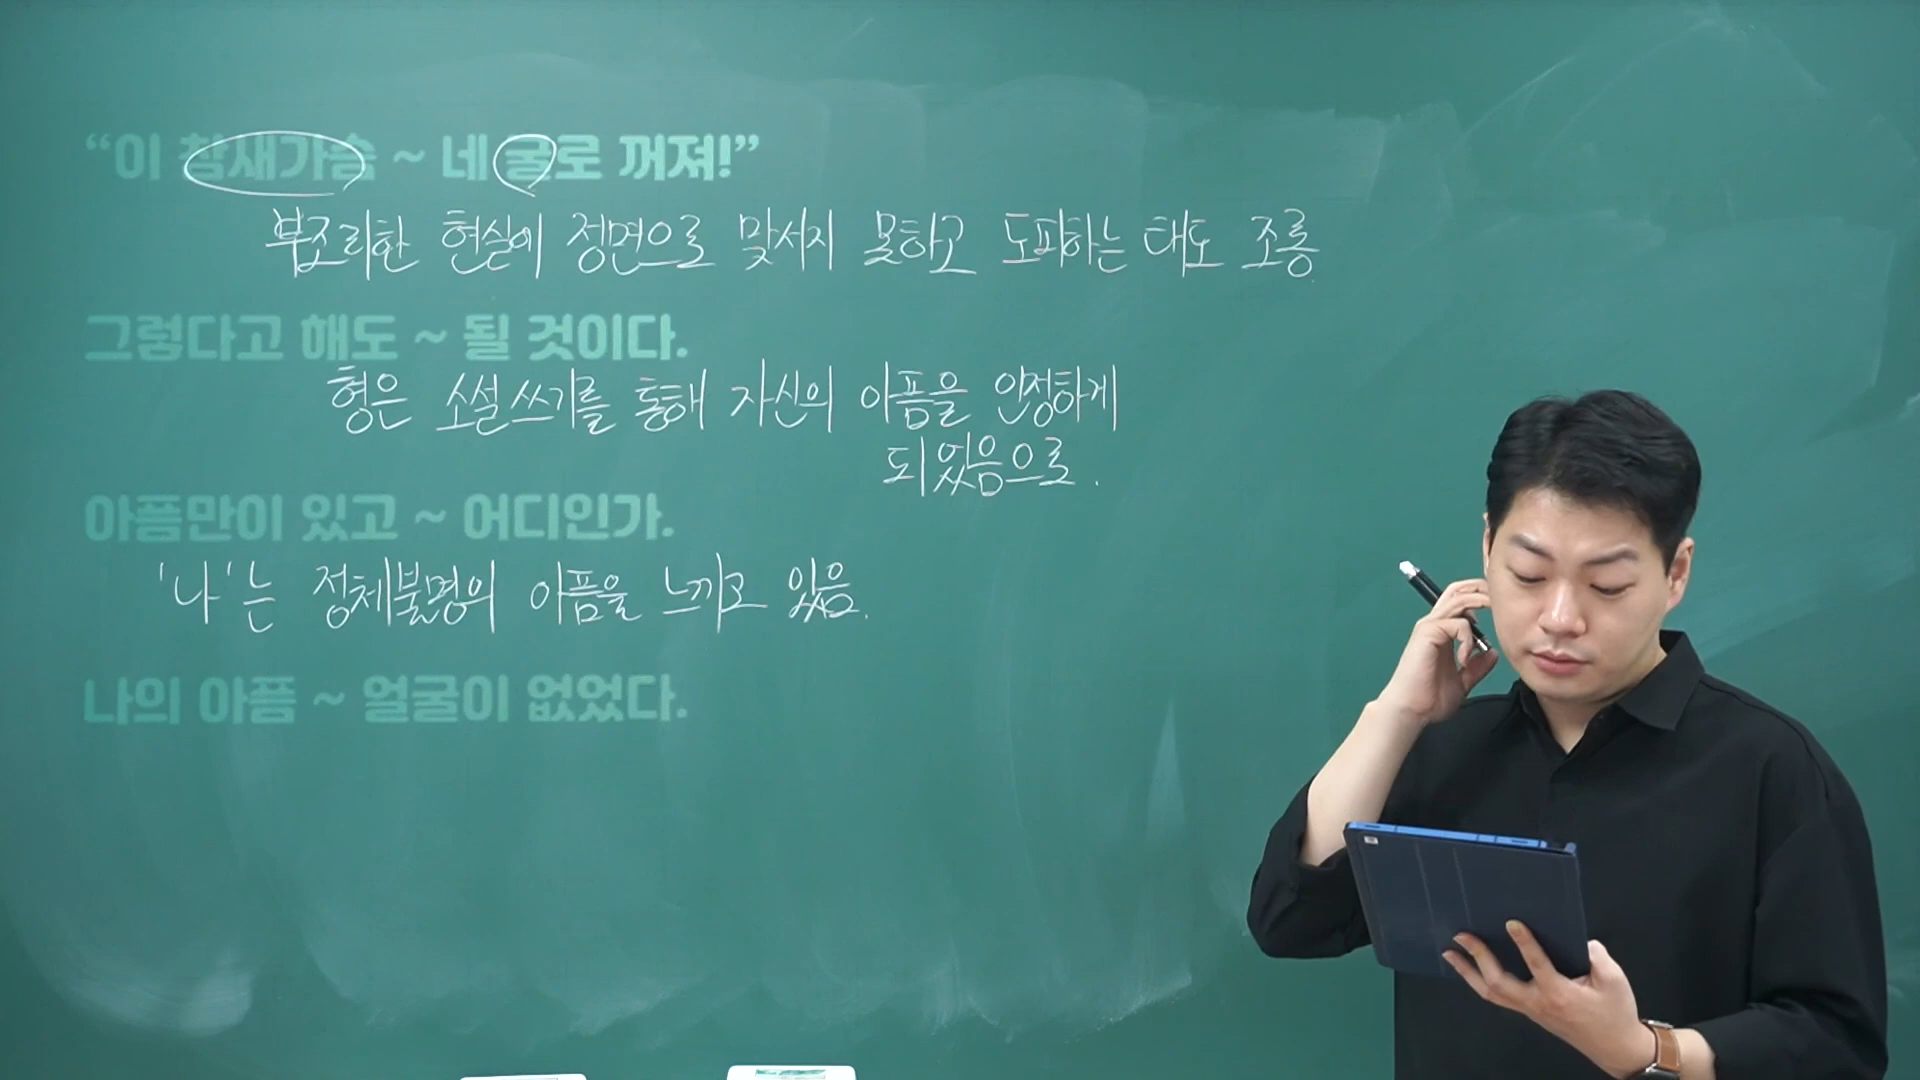 “이 참새가슴 ~ 네 굴로 꺼져!”
부조리한 현실에 정면으로 맞서지 못하고 도피하는 태도 조롱.
그렇다고 해도 ~ 될 것이다.
형은 소설 쓰기를 통해 자신의 아픔을 인정하게
되었음으로.
아픔만이 있고 ~ 어디인가.
'나'는 정체불명의 아픔을 느끼고 있음.
나의 아픔 ~ 얼굴이 없었다.